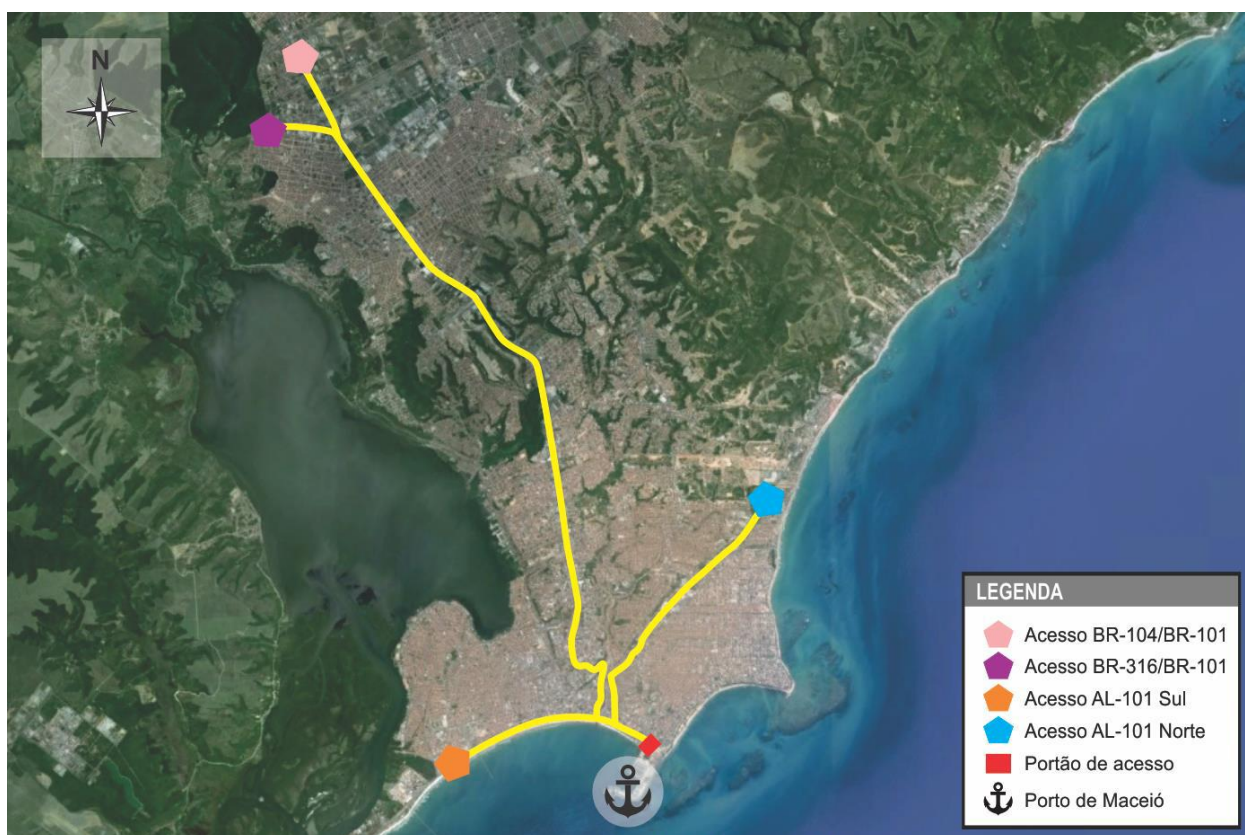 N
LEGENDA
Acesso BR-104/BR-101
Acesso BR-316/BR-101
Acesso AL-101 Sul
Acesso AL-101 Norte
Portão de acesso
Porto de Maceió